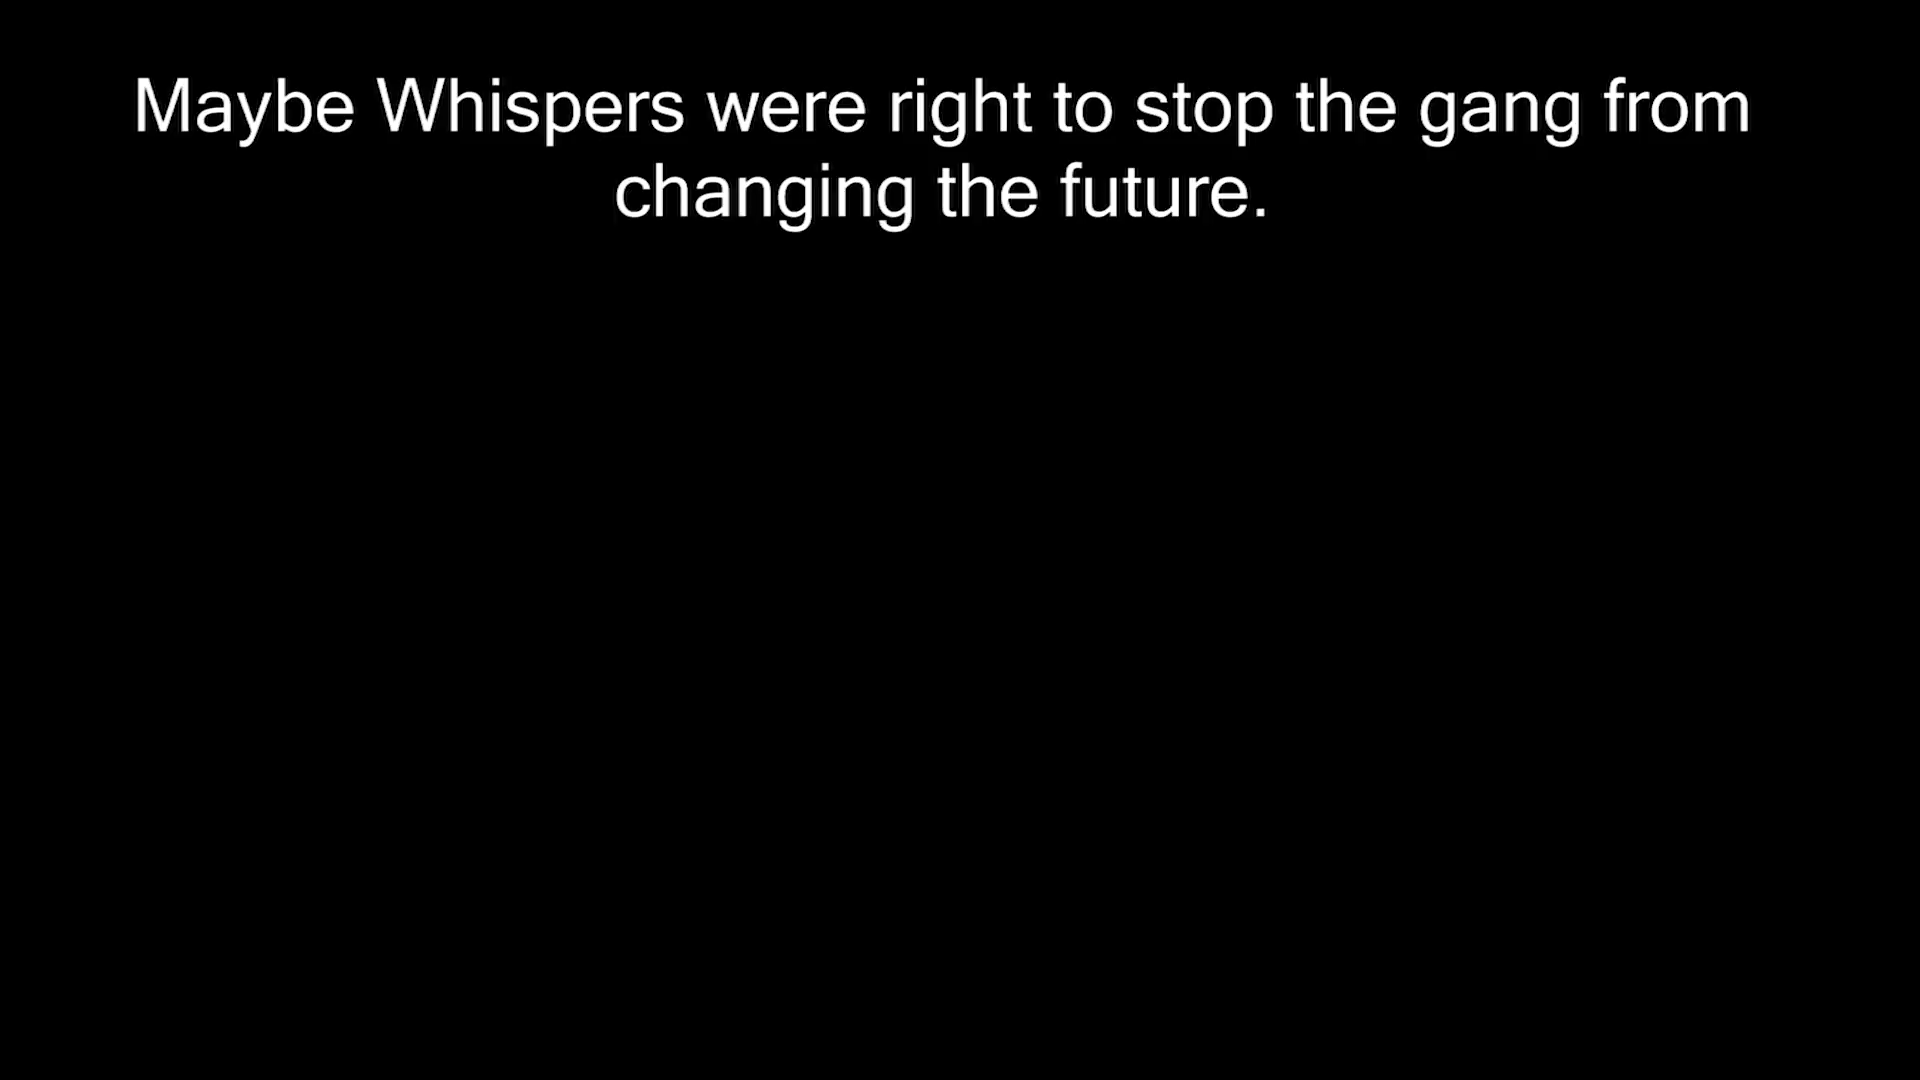 Maybe Whispers were right to stop the gang from
changing the future.